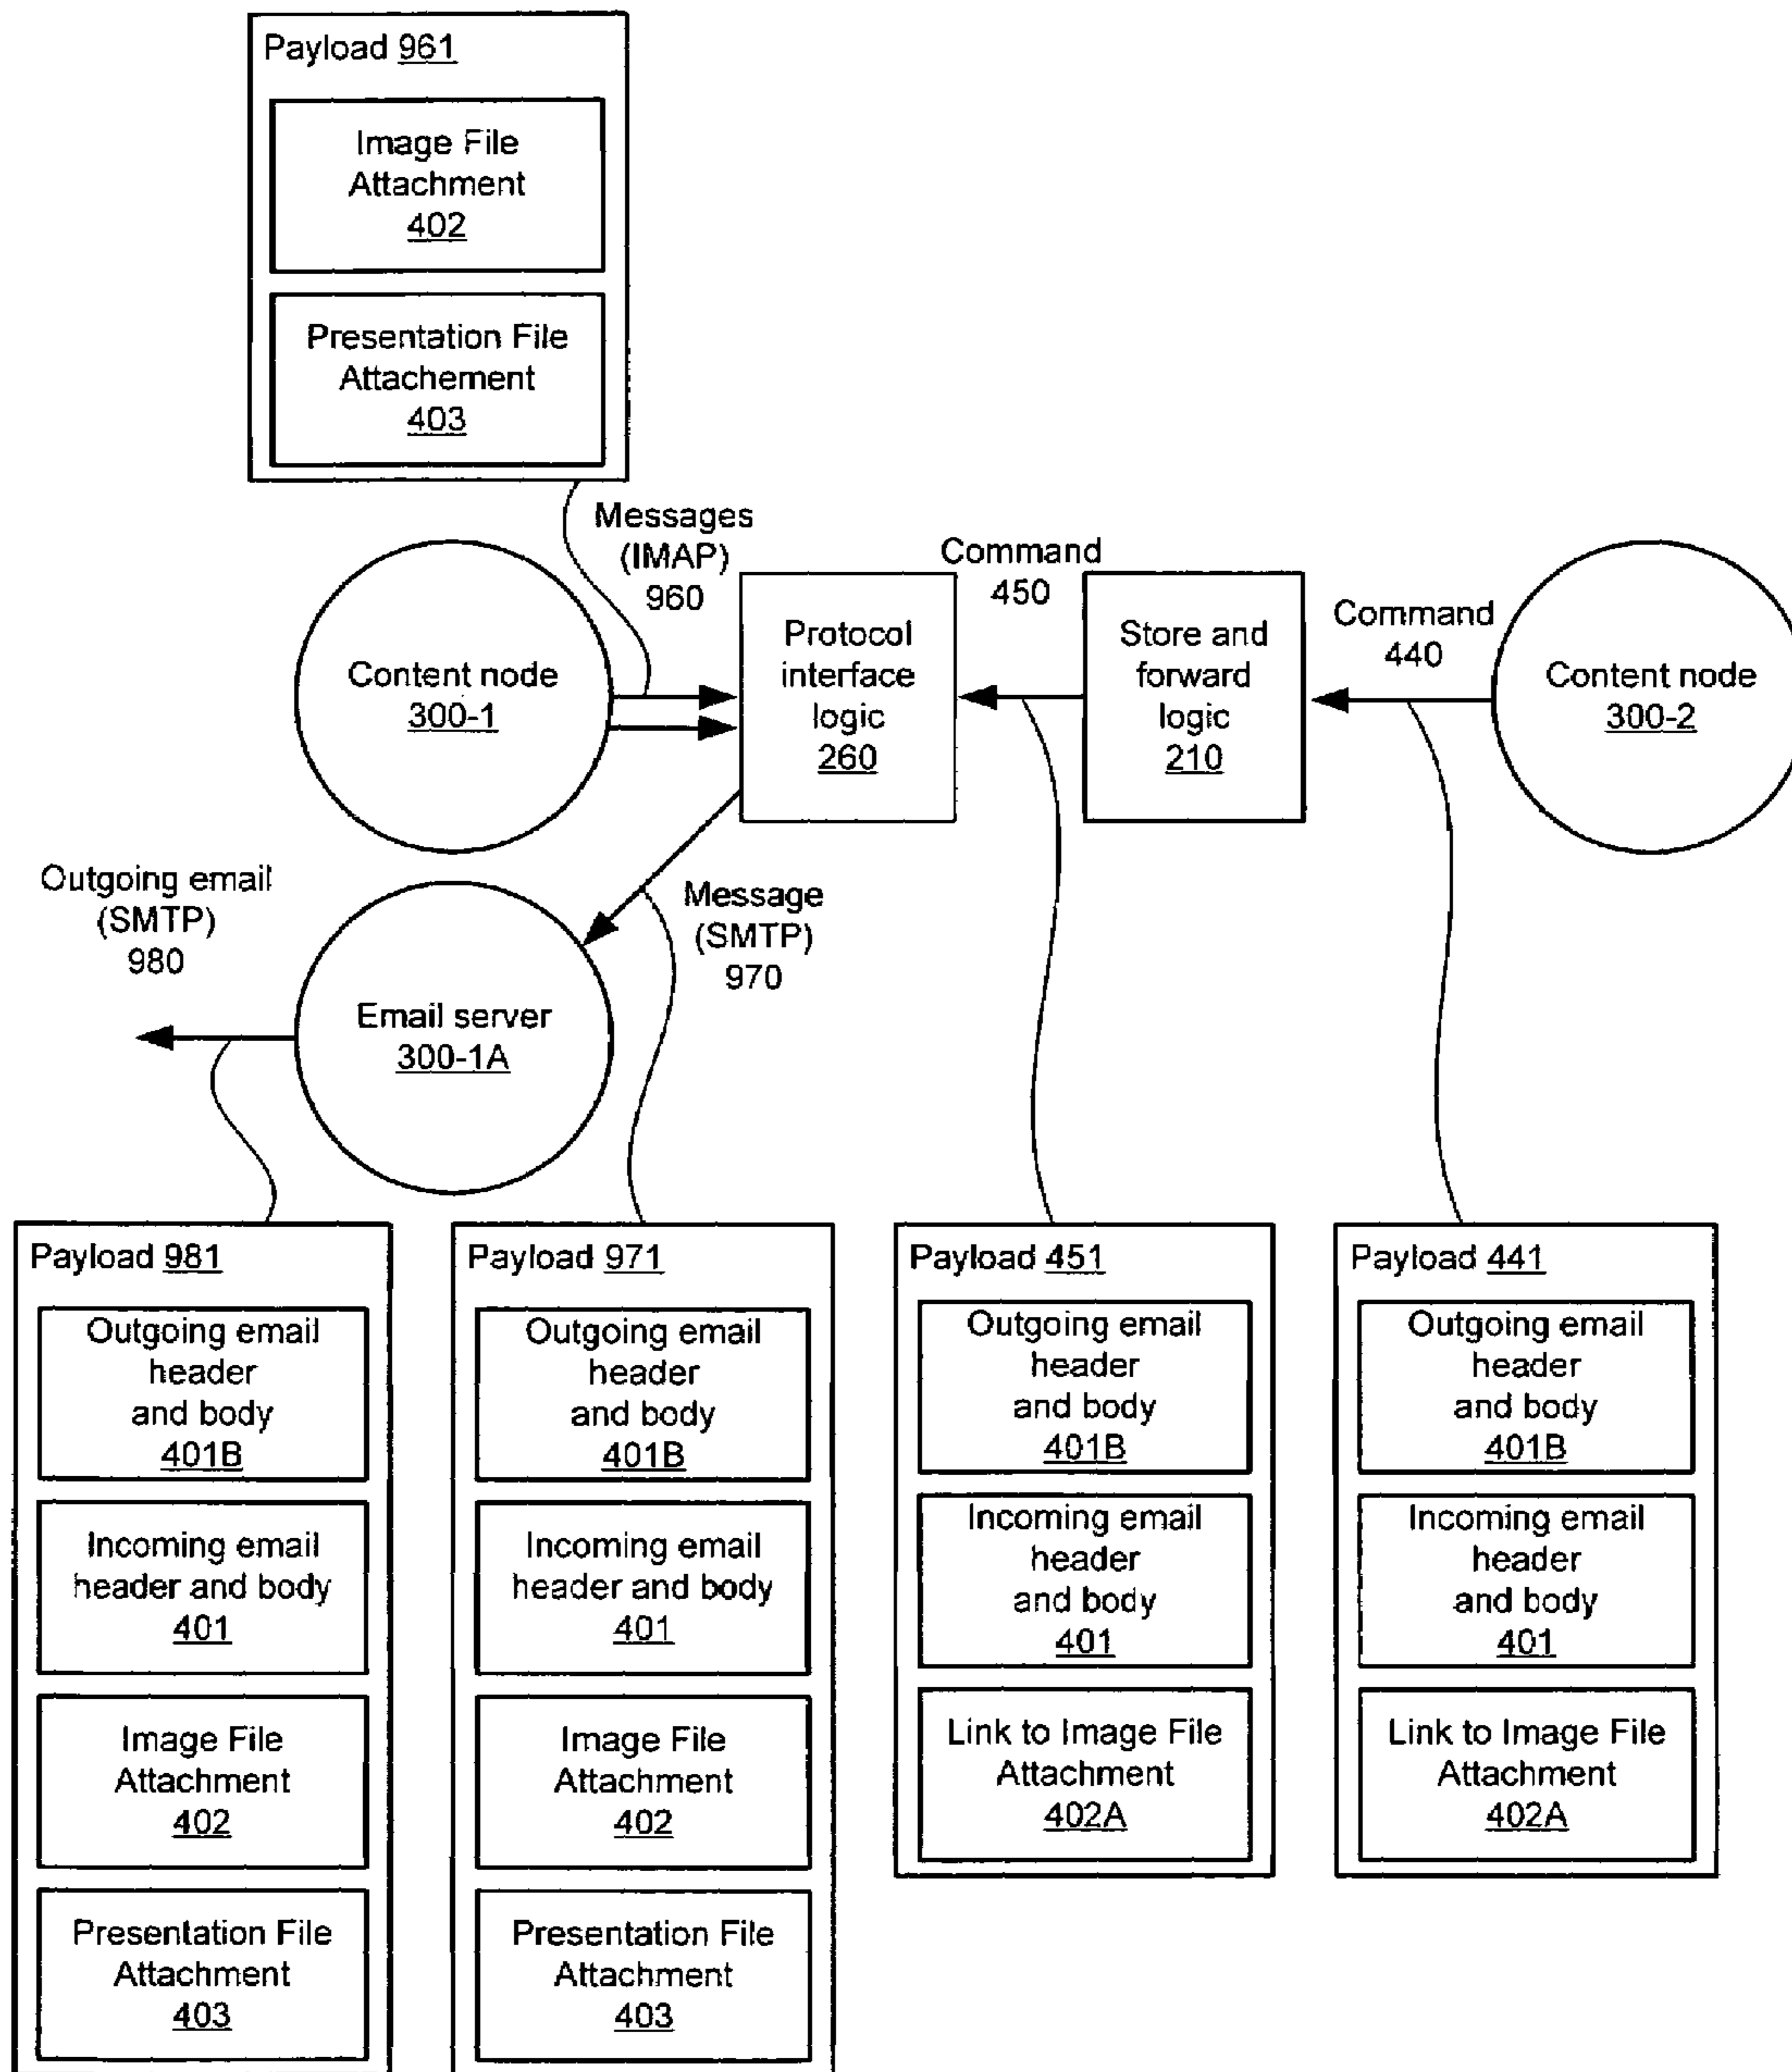 Payload 961
Image File
Attachment
402
Presentation File
Attachement
403
Messages
(IMAP)
960
Command
450
Command
440
Content node
300-1
Protocol
interface
logic
260
Store and
forward
logic
210
Content node
300-2
Outgoing email
(SMTP)
980
Message
(SMTP)
970
Email server
300-1A
Payload 981
Outgoing email
header
and body
401B
Incoming email
header and body
401
Image File
Attachment
402
Presentation File
Attachment
403
Payload 971
Outgoing email
header
and body
401B
Incoming email
header and body
401
Image File
Attachment
402
Presentation File
Attachment
403
Payload 451
Outgoing email
header
and body
401B
Incoming email
header
and body
401
Link to Image File
Attachment
402A
Payload 441
Outgoing email
header
and body
401B
Incoming email
header
and body
401
Link to Image File
Attachment
402A